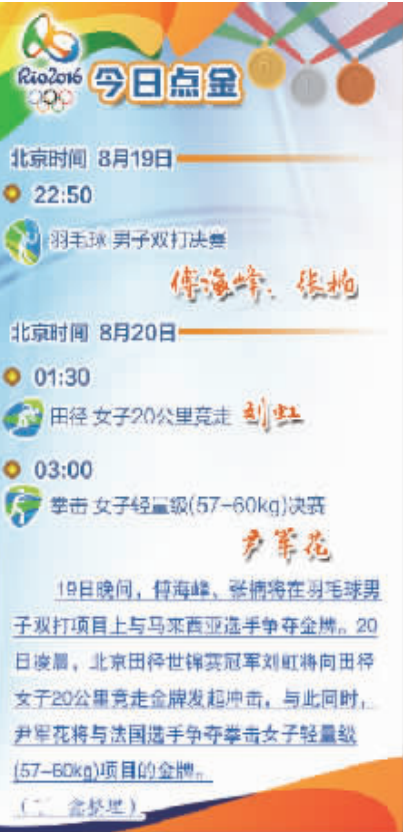 Rio2016
今日点金
北京时间 8月19日
22:50
羽毛球 男子双打决赛
傅海峰、张楠
北京时间 8月20日
01:30
田径 女子20公里竞走 刘虹
03:00
拳击 女子轻量级(57-60kg)决赛
尹军花
19日晚间，傅海峰、张楠将在羽毛球男
子双打项目上与马来西亚选手争夺金牌。20
日凌晨，北京田径世锦赛冠军刘虹将向田径
女子20公里竞走金牌发起冲击，与此同时，
尹军花将与法国选手争夺拳击女子轻量级
(57-60kg)项目的金牌。
整理）